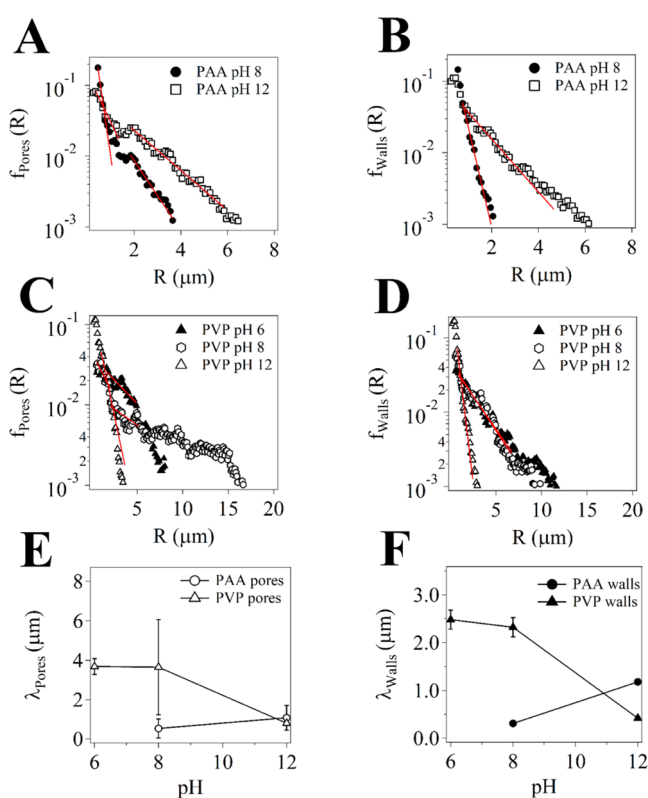 A
PAA pH 8
PAA pH 12
10⁻¹
10⁻²
10⁻³
f_Pores (R)
2 4 6 8
R (μm)
B
PAA pH 8
PAA pH 12
10⁻¹
10⁻²
10⁻³
f_Walls (R)
2 4 6 8
R (μm)
C
PVP pH 6
PVP pH 8
PVP pH 12
10⁻¹
4
2
10⁻²
4
2
10⁻³
f_Pores (R)
5 10 15 20
R (μm)
D
PVP pH 6
PVP pH 8
PVP pH 12
10⁻¹
4
2
10⁻²
4
2
10⁻³
f_Walls (R)
5 10 15 20
R (μm)
E
PAA pores
PVP pores
8
6
4
2
0
λ_Pores (μm)
6 8 10 12
pH
F
PAA walls
PVP walls
3.0
2.0
1.0
0.0
λ_Walls (μm)
6 8 10 12
pH